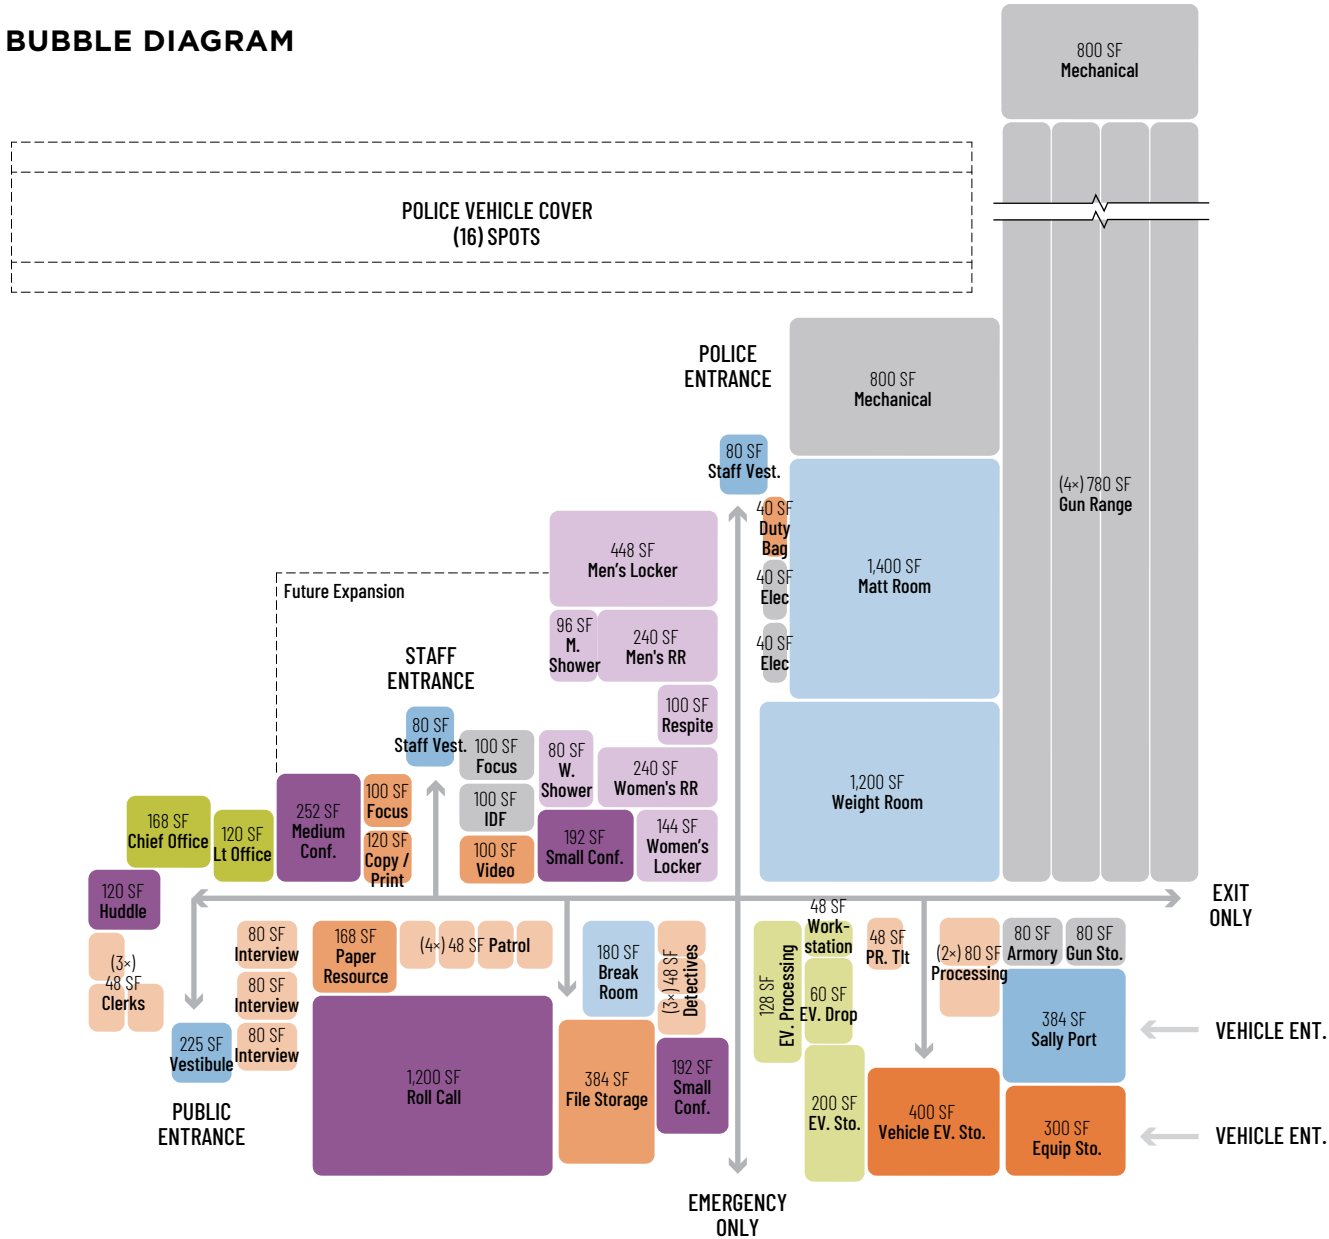 BUBBLE DIAGRAM
800 SF
Mechanical
POLICE VEHICLE COVER
(16) SPOTS
POLICE
ENTRANCE
800 SF
Mechanical
80 SF
Staff Vest.
(4×) 780 SF
Gun Range
40 SF
Duty
Bag
1,400 SF
Matt Room
40 SF
Elec
40 SF
Elec
448 SF
Men's Locker
Future Expansion
96 SF
M.
Shower
240 SF
Men's RR
STAFF
ENTRANCE
100 SF
Respite
80 SF
Staff Vest.
100 SF
Focus
80 SF
W.
Shower
240 SF
Women's RR
1,200 SF
Weight Room
168 SF
Chief Office
120 SF
Lt Office
252 SF
Medium
Conf.
100 SF
Focus
120 SF
Copy /
Print
100 SF
IDF
100 SF
Video
192 SF
Small Conf.
144 SF
Women's
Locker
120 SF
Huddle
EXIT
ONLY
(3×)
48 SF
Clerks
80 SF
Interview
80 SF
Interview
80 SF
Interview
225 SF
Vestibule
PUBLIC
ENTRANCE
168 SF
Paper
Resource
(4×) 48 SF Patrol
1,200 SF
Roll Call
180 SF
Break
Room
(3×) 48 SF
Detectives
384 SF
File Storage
192 SF
Small
Conf.
EMERGENCY
ONLY
128 SF
EV. Processing
48 SF
Work-
station
60 SF
EV. Drop
200 SF
EV. Sto.
48 SF
PR. Tlt
(2×) 80 SF
Processing
80 SF
Armory
80 SF
Gun Sto.
384 SF
Sally Port
VEHICLE ENT.
400 SF
Vehicle EV. Sto.
300 SF
Equip Sto.
VEHICLE ENT.